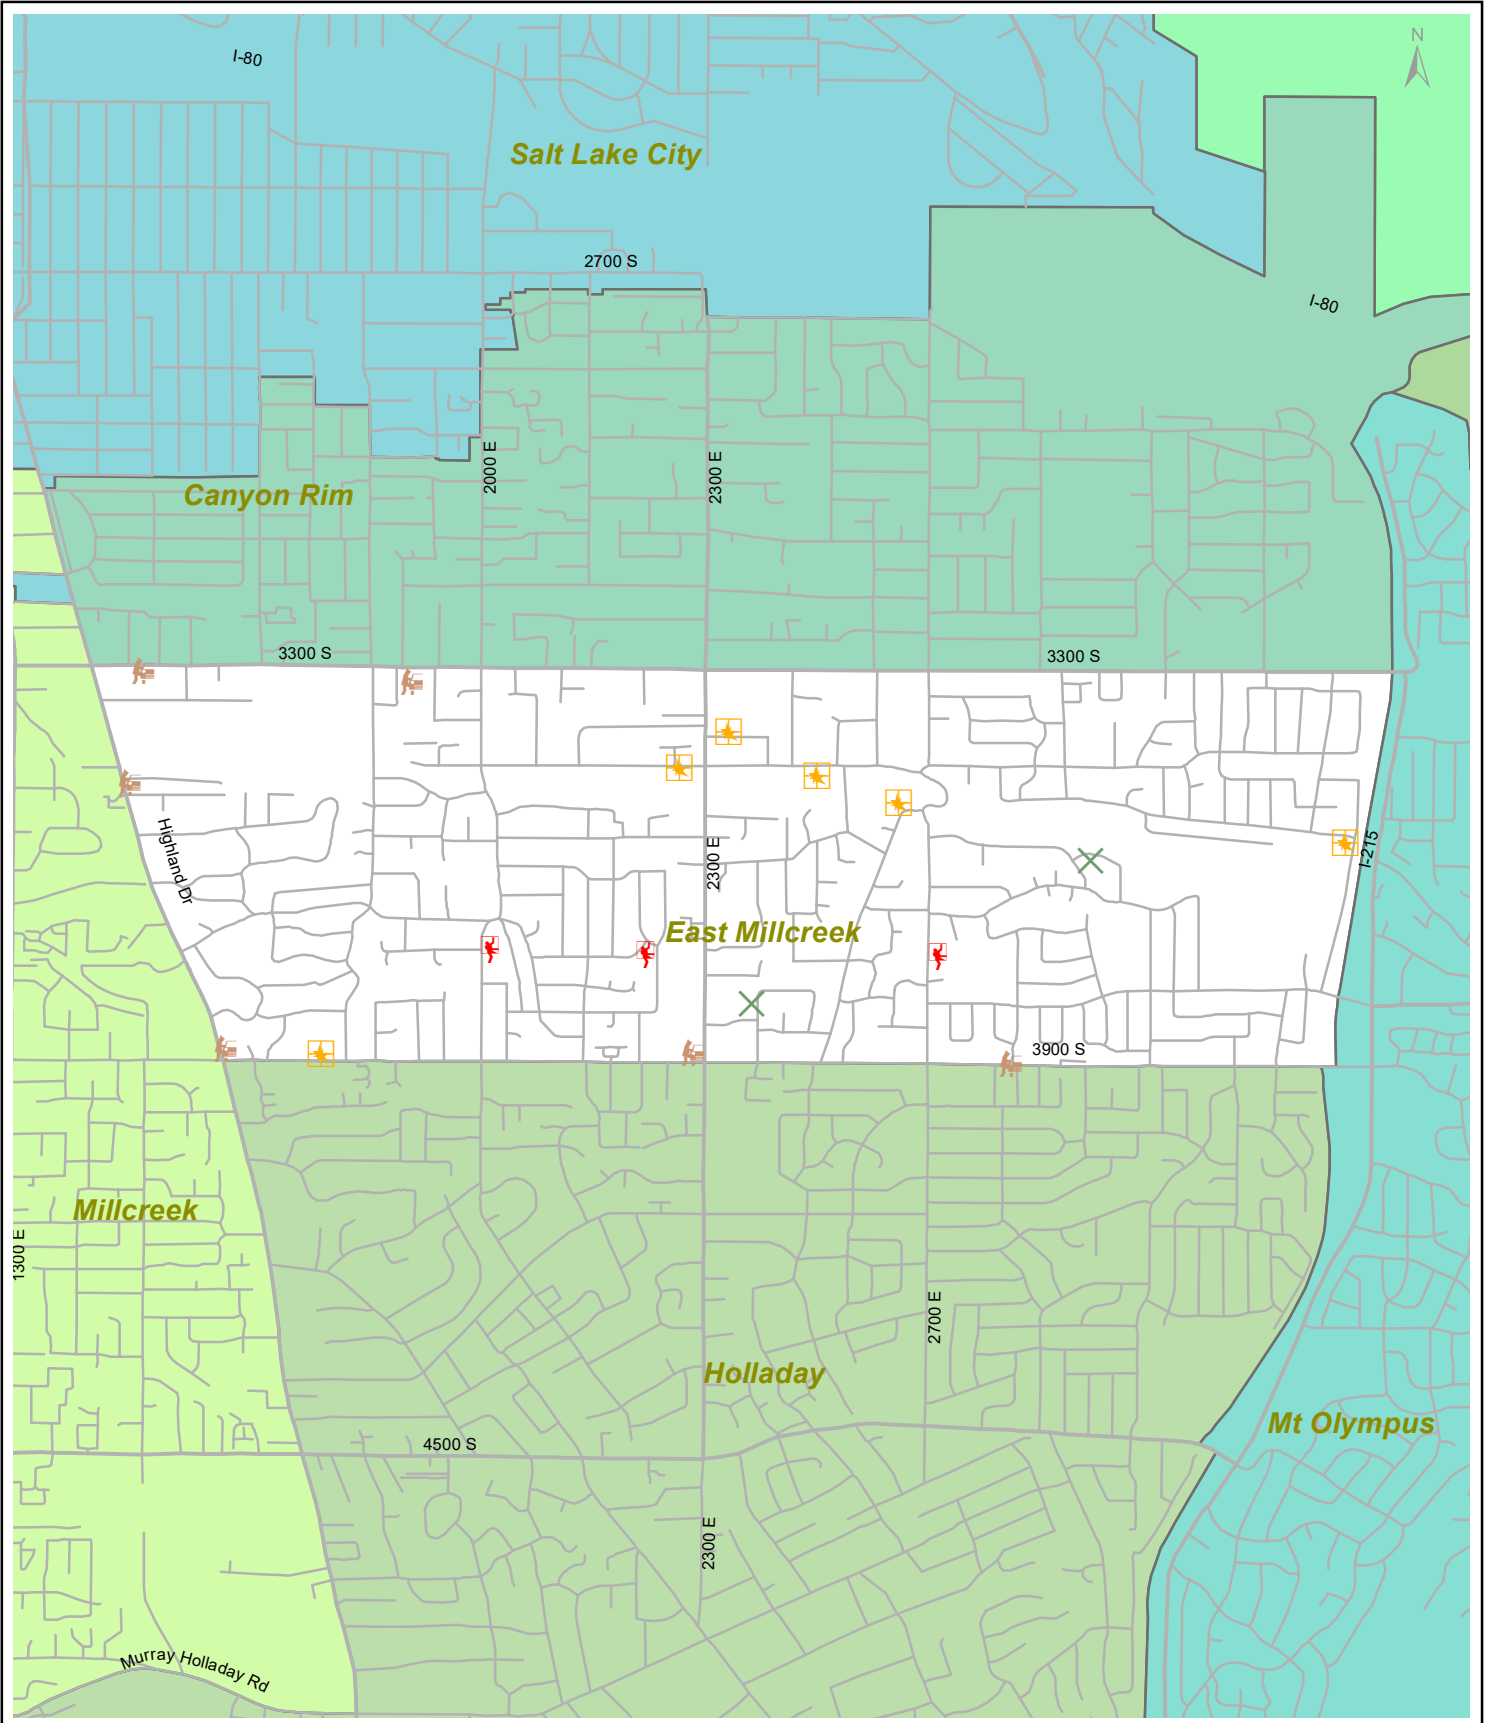 N
I-80
Salt Lake City
2700 S
I-80
2000 E
2300 E
Canyon Rim
3300 S
3300 S
Highland Dr
2300 E
I-215
East Millcreek
3900 S
Millcreek
1300 E
2700 E
Holladay
Mt Olympus
4500 S
2300 E
Murray Holladay Rd